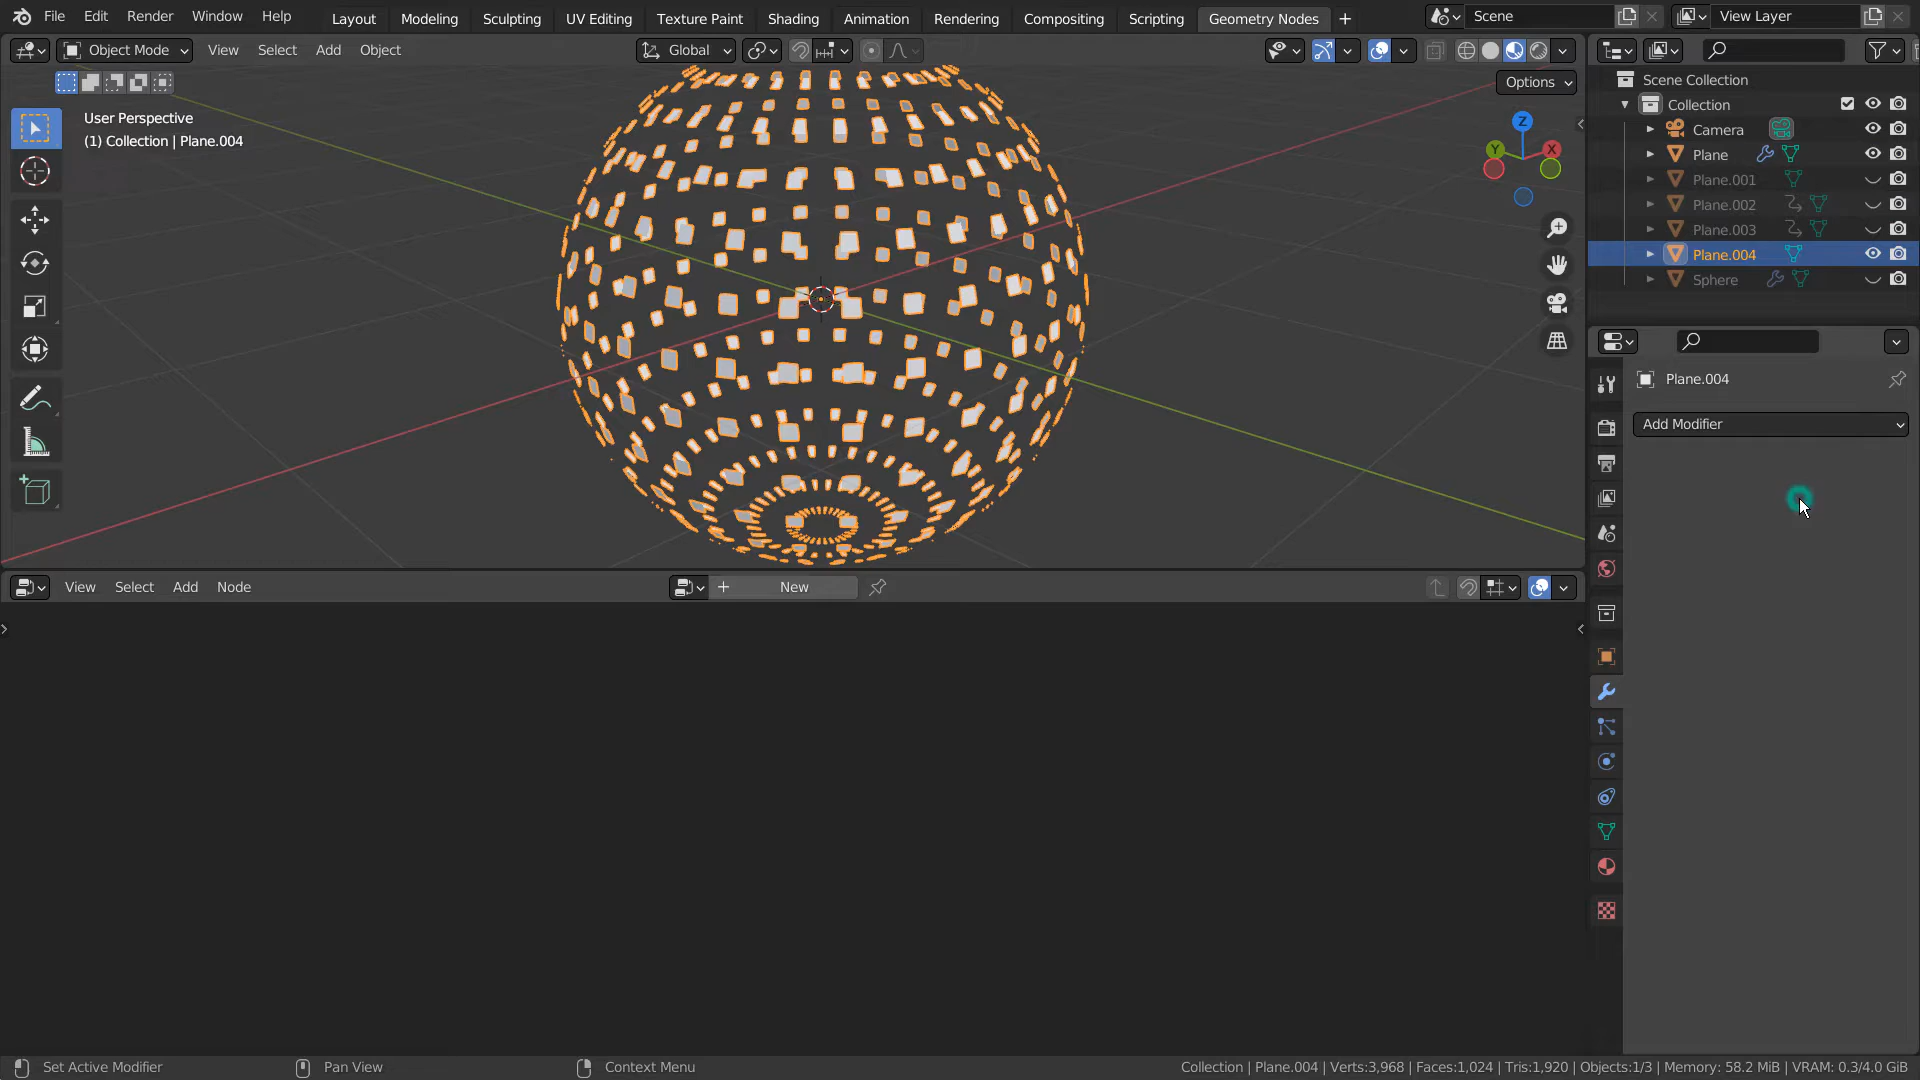 File Edit Render Window Help Layout Modeling Sculpting UV Editing Texture Paint Shading Animation Rendering Compositing Scripting Geometry Nodes + Scene View Layer
Object Mode View Select Add Object Global
Options
User Perspective
(1) Collection | Plane.004
Z
Y
X
Scene Collection
Collection
Camera
Plane
Plane.001
Plane.002
Plane.003
Plane.004
Sphere
Plane.004
Add Modifier
View Select Add Node + New
Set Active Modifier Pan View Context Menu Collection | Plane.004 | Verts:3,968 | Faces:1,024 | Tris:1,920 | Objects:1/3 | Memory: 58.2 MiB | VRAM: 0.3/4.0 GiB